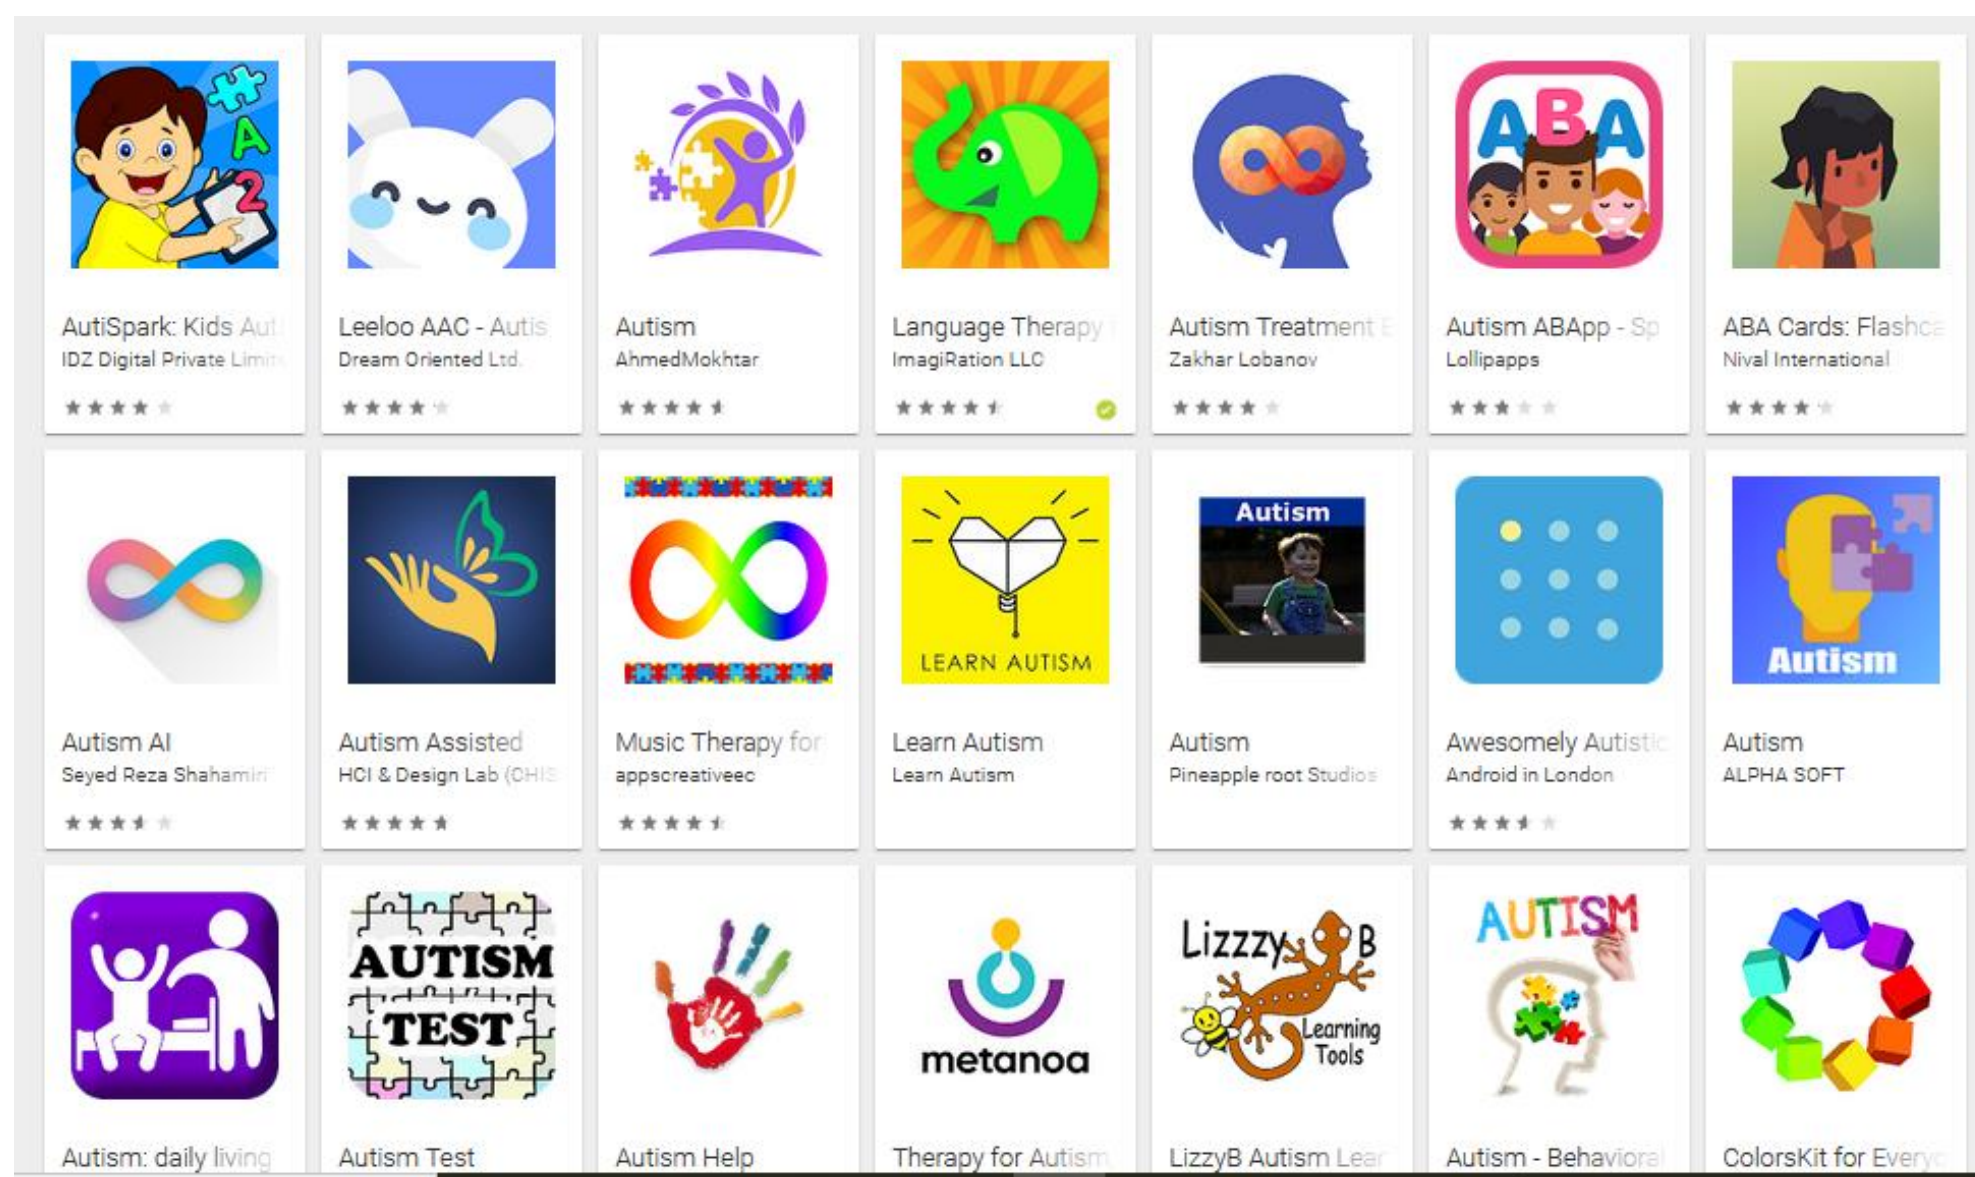 A
2
ABA
AutiSpark: Kids Aut
IDZ Digital Private Limit
Leeloo AAC - Autis
Dream Oriented Ltd.
Autism
AhmedMokhtar
Language Therapy
ImagiRation LLC
Autism Treatment
Zakhar Lobanov
Autism ABApp - Sp
Lollipapps
ABA Cards: Flashca
Nival International
LEARN AUTISM
Autism
Autism
Autism AI
Seyed Reza Shahamiri
Autism Assisted
HCI & Design Lab (CHIS
Music Therapy for
appscreativeec
Learn Autism
Learn Autism
Autism
Pineapple root Studios
Awesomely Autistic
Android in London
Autism
ALPHA SOFT
AUTISM
TEST
metanoa
Lizzzy B
Learning
Tools
AUTISM
Autism: daily living
Autism Test
Autism Help
Therapy for Autism
LizzyB Autism Lear
Autism - Behavioral
ColorsKit for Everyo